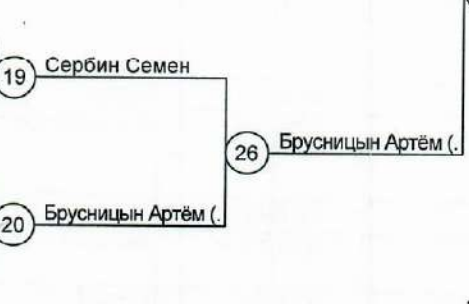 19 Сербин Семен
26 Брусницын Артём (.
20 Брусницын Артём (.